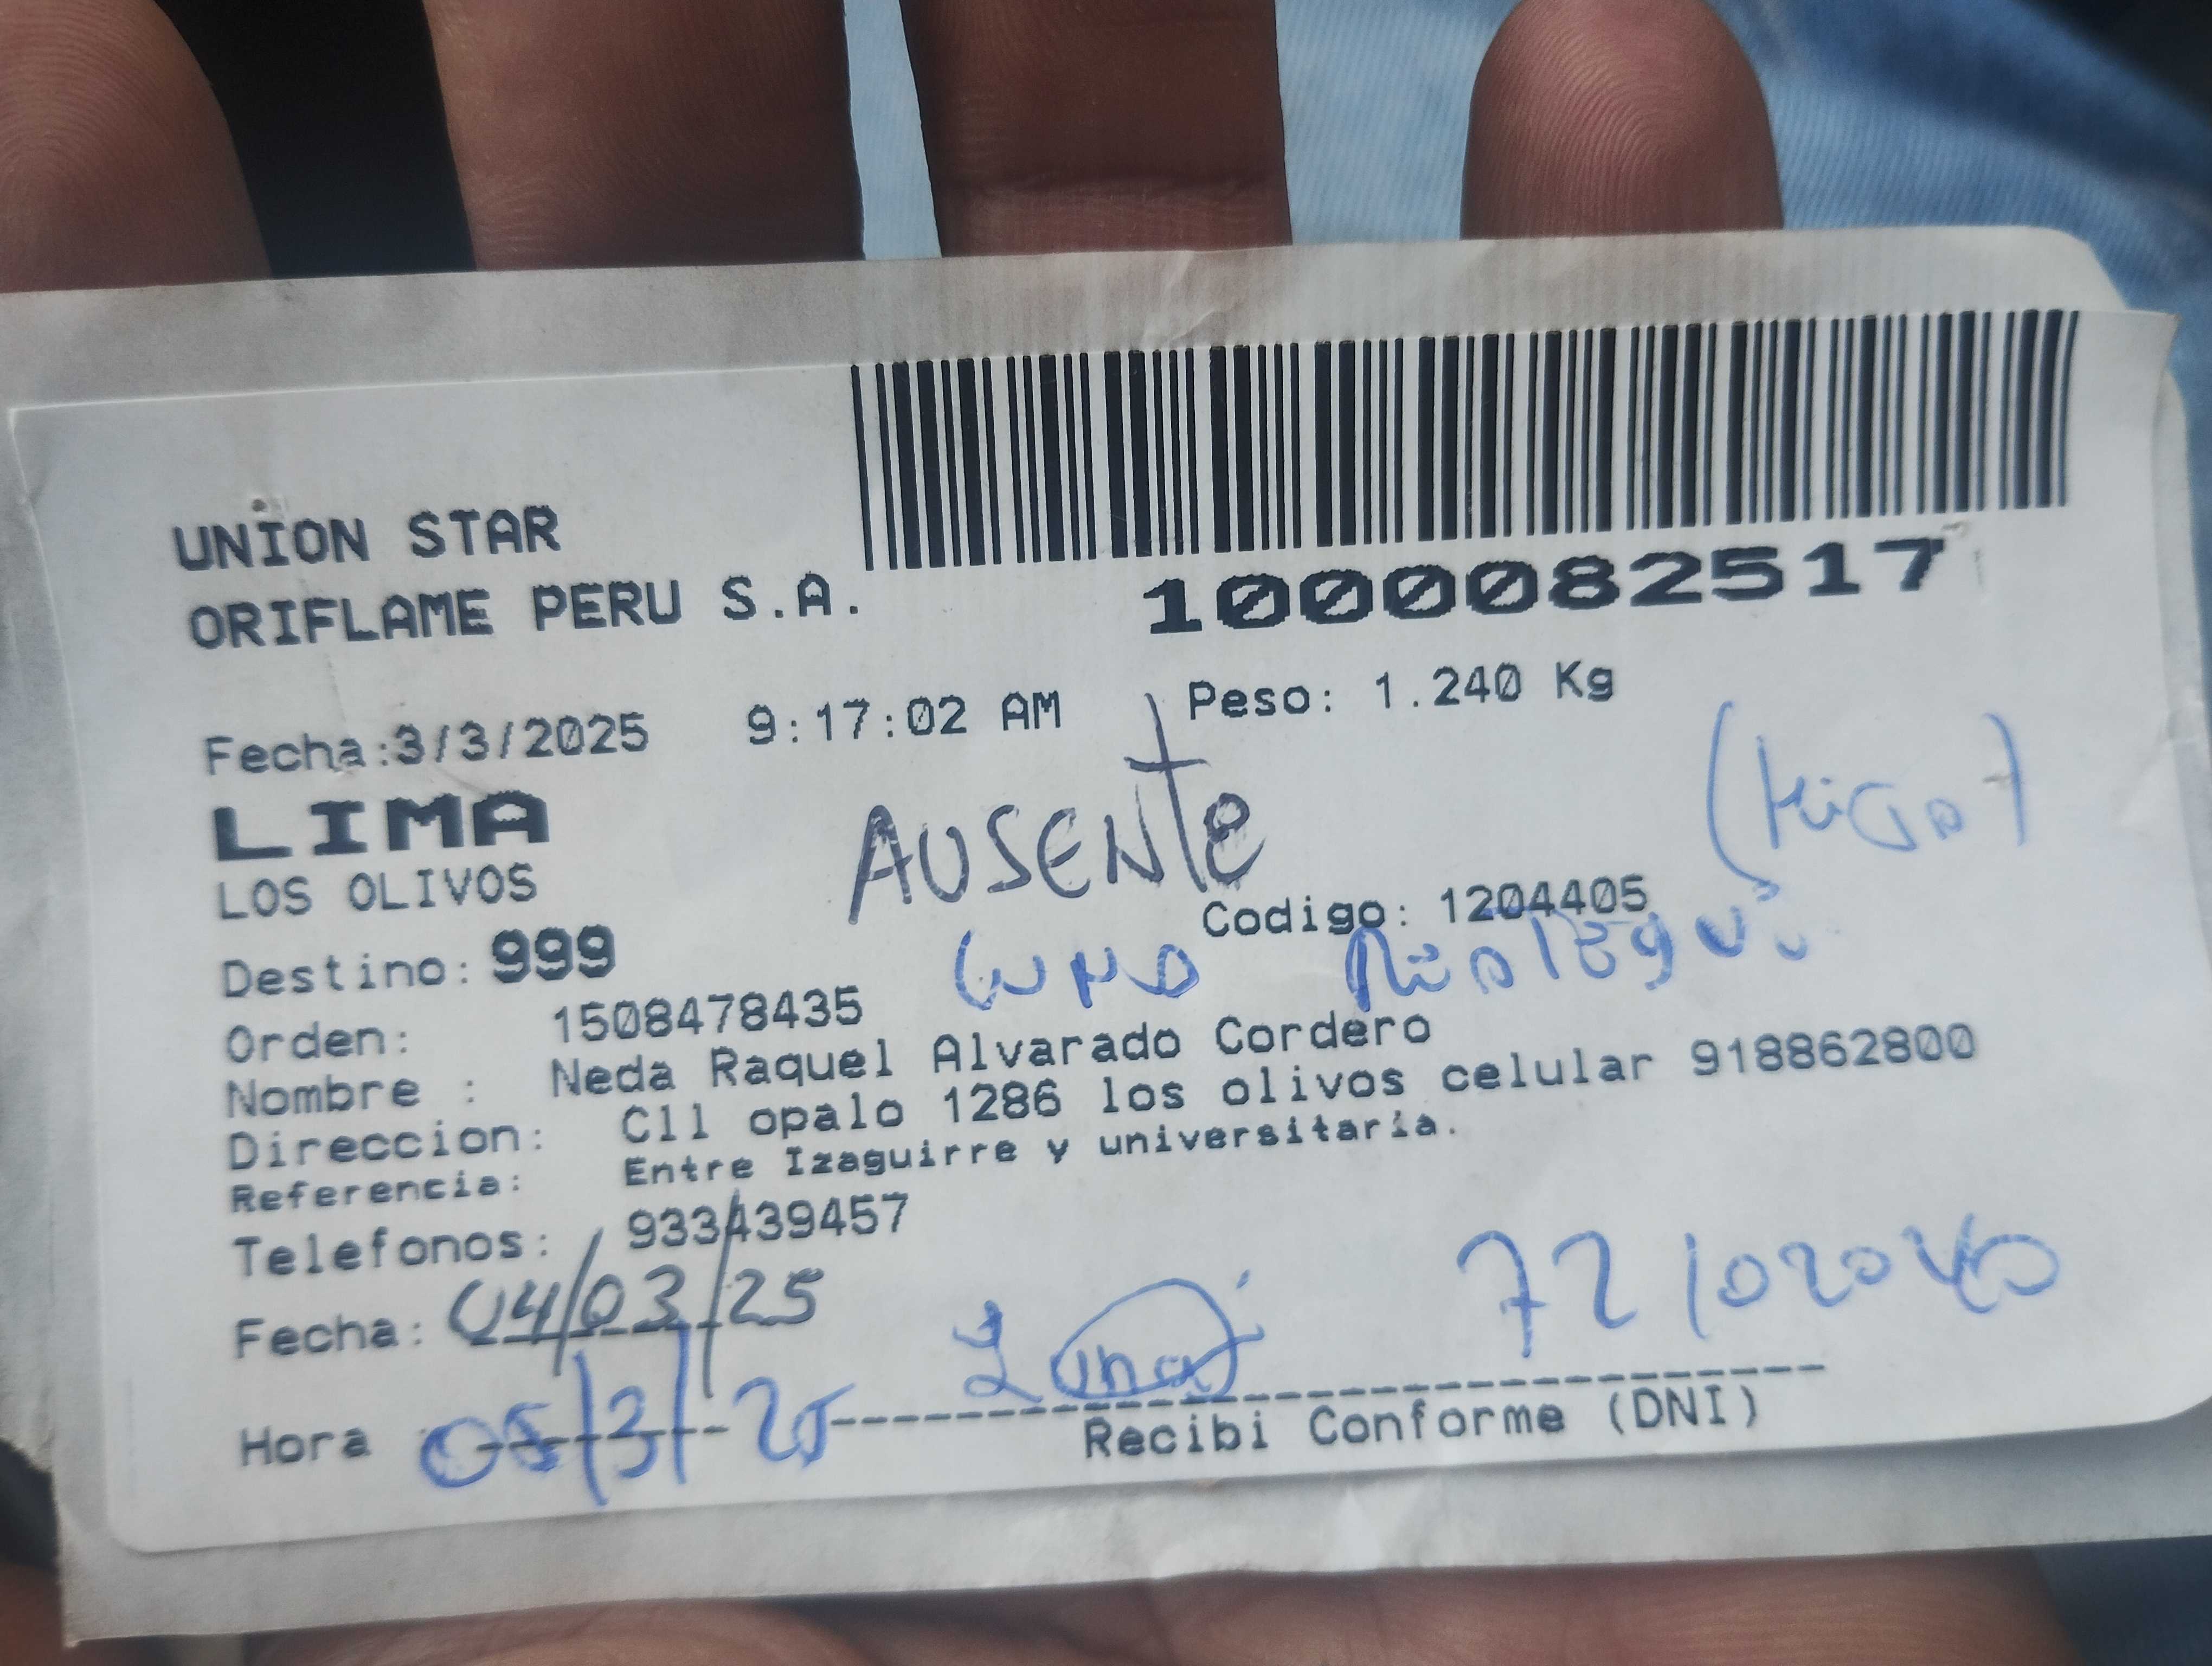 UNION STAR
ORIFLAME PERU S.A.
1000082517
Fecha:3/3/2025 9:17:02 AM Peso: 1.240 Kg
LIMA
AUSENTE
LOS OLIVOS
Codigo: 1204405
Destino: 999
Orden: 1508478435
Nombre : Neda Raquel Alvarado Cordero
Direccion: Cll opalo 1286 los olivos celular 918862800
Referencia: Entre Izaguirre y universitaria.
Telefonos: 933439457
Fecha: 04/03/25
Hora 05/3/25
Recibi Conforme (DNI)